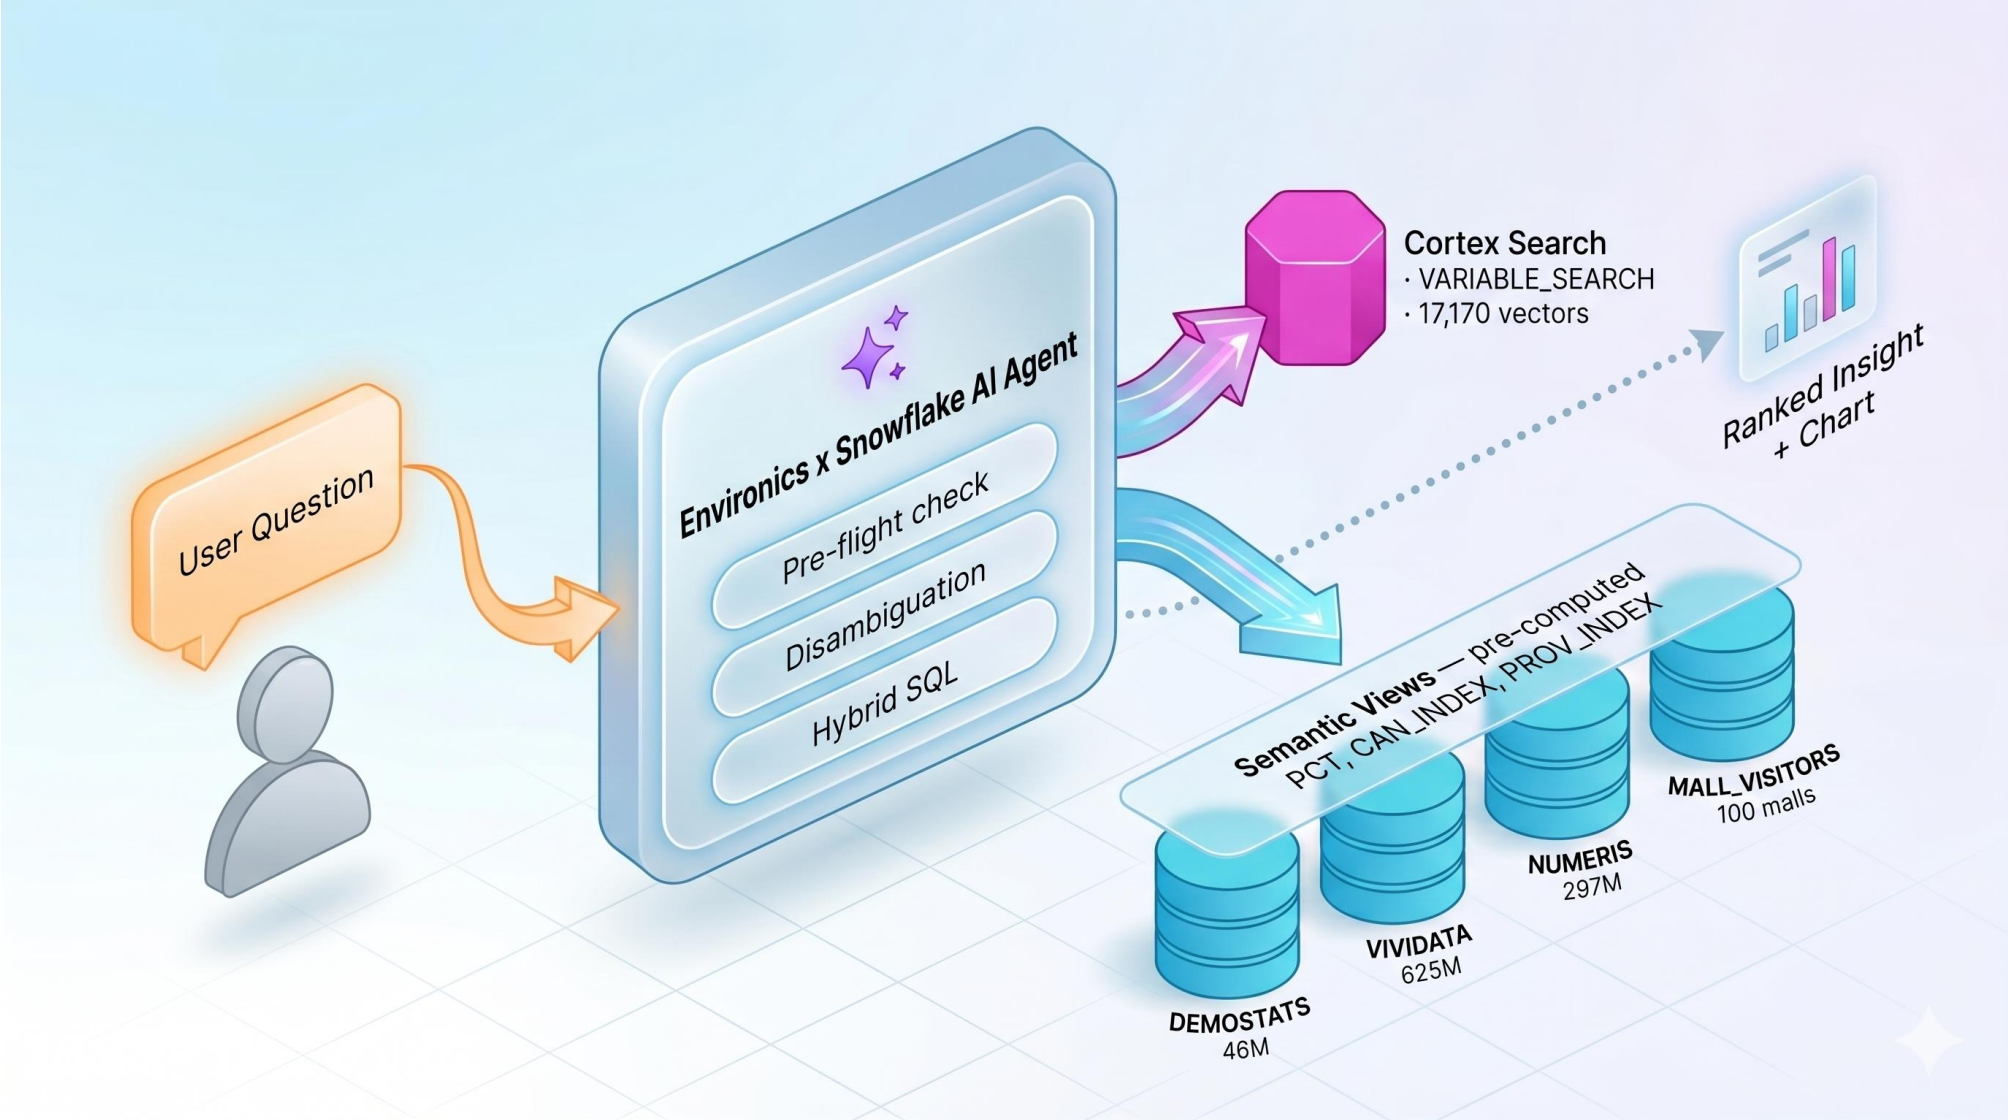 User Question
Environics x Snowflake AI Agent
Pre-flight check
Disambiguation
Hybrid SQL
Cortex Search
· VARIABLE_SEARCH
· 17,170 vectors
Ranked Insight
+ Chart
Semantic Views — pre-computed
PCT, CAN_INDEX, PROV_INDEX
DEMOSTATS
46M
VIVIDATA
625M
NUMERIS
297M
MALL_VISITORS
100 malls